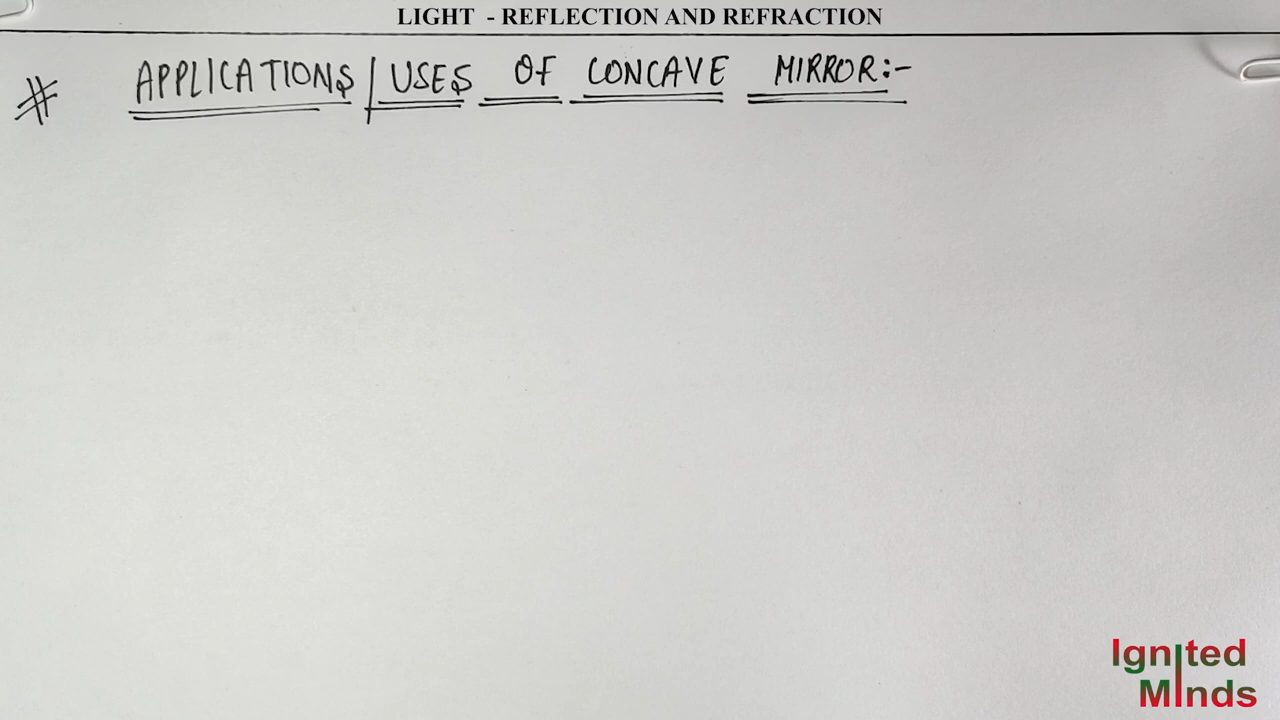 LIGHT - REFLECTION AND REFRACTION
# APPLICATIONS / USES OF CONCAVE MIRROR:-
Ignited
Minds